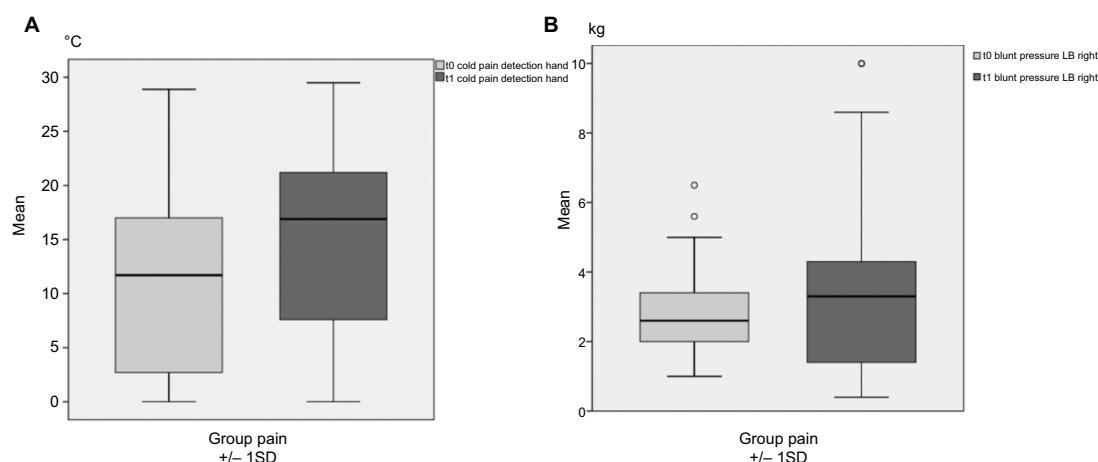 A
°C
30
25
20
15
10
5
0
Mean
Group pain
+/– 1SD
t0 cold pain detection hand
t1 cold pain detection hand
B
kg
10
8
6
4
2
0
Mean
Group pain
+/– 1SD
t0 blunt pressure LB right
t1 blunt pressure LB right